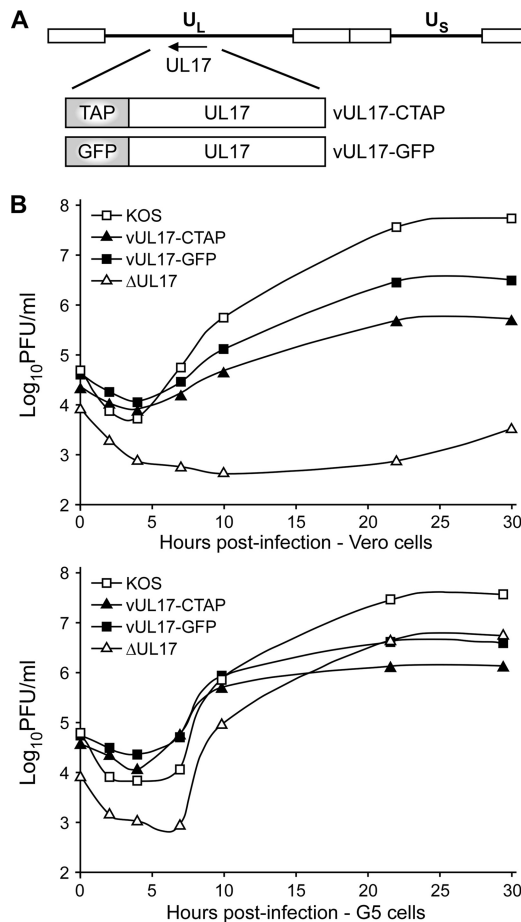 A
U_L
U_S
UL17
TAP UL17 vUL17-CTAP
GFP UL17 vUL17-GFP
B
8
7
6
5
4
3
2
Log10PFU/ml
KOS
vUL17-CTAP
vUL17-GFP
ΔUL17
0 5 10 15 20 25 30
Hours post-infection - Vero cells
8
7
6
5
4
3
2
Log10PFU/ml
KOS
vUL17-CTAP
vUL17-GFP
ΔUL17
0 5 10 15 20 25 30
Hours post-infection - G5 cells